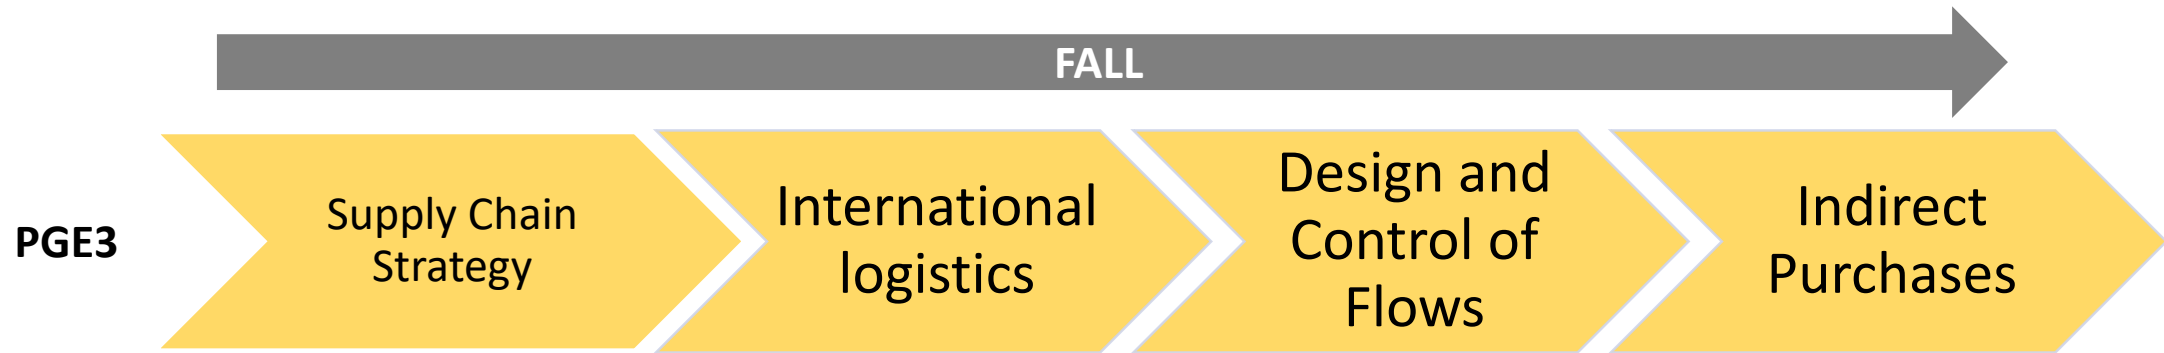 FALL
PGE3
Supply Chain
Strategy
International
logistics
Design and
Control of
Flows
Indirect
Purchases